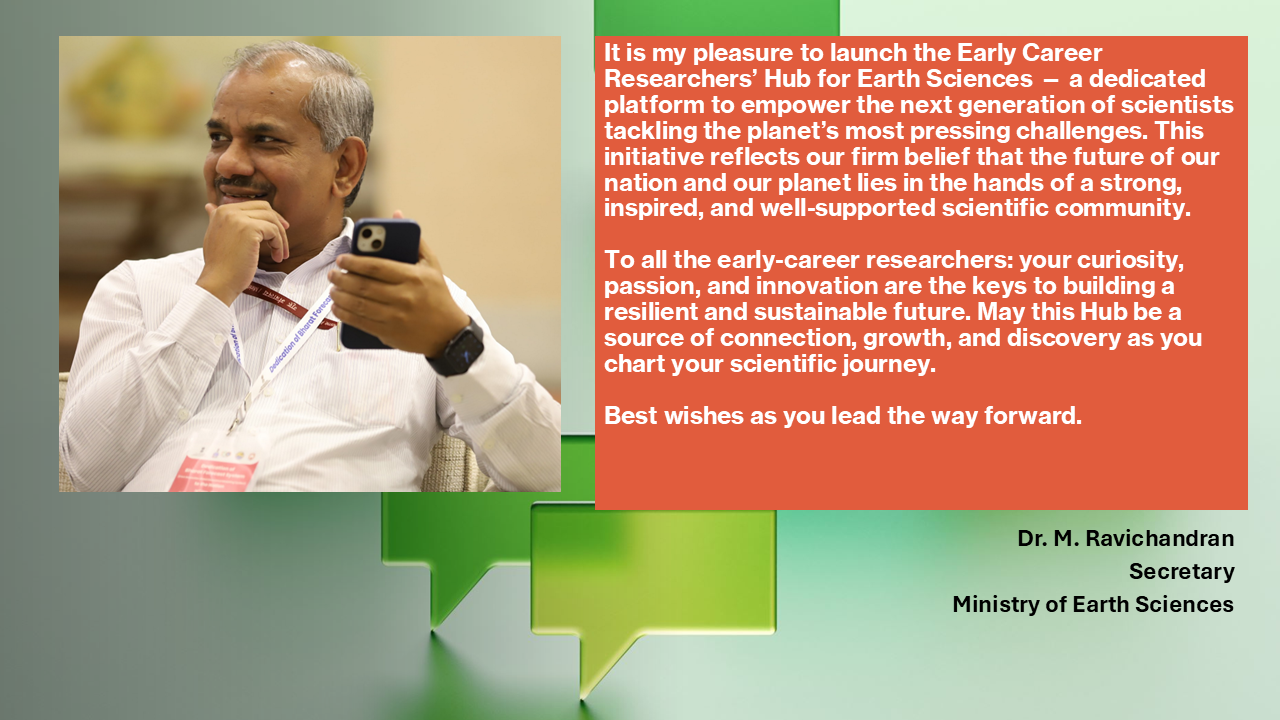 It is my pleasure to launch the Early Career
Researchers’ Hub for Earth Sciences – a dedicated
platform to empower the next generation of scientists
tackling the planet’s most pressing challenges. This
initiative reflects our firm belief that the future of our
nation and our planet lies in the hands of a strong,
inspired, and well-supported scientific community.
To all the early-career researchers: your curiosity,
passion, and innovation are the keys to building a
resilient and sustainable future. May this Hub be a
source of connection, growth, and discovery as you
chart your scientific journey.
Best wishes as you lead the way forward.
Dr. M. Ravichandran
Secretary
Ministry of Earth Sciences
Dedication of Bharat Forecas